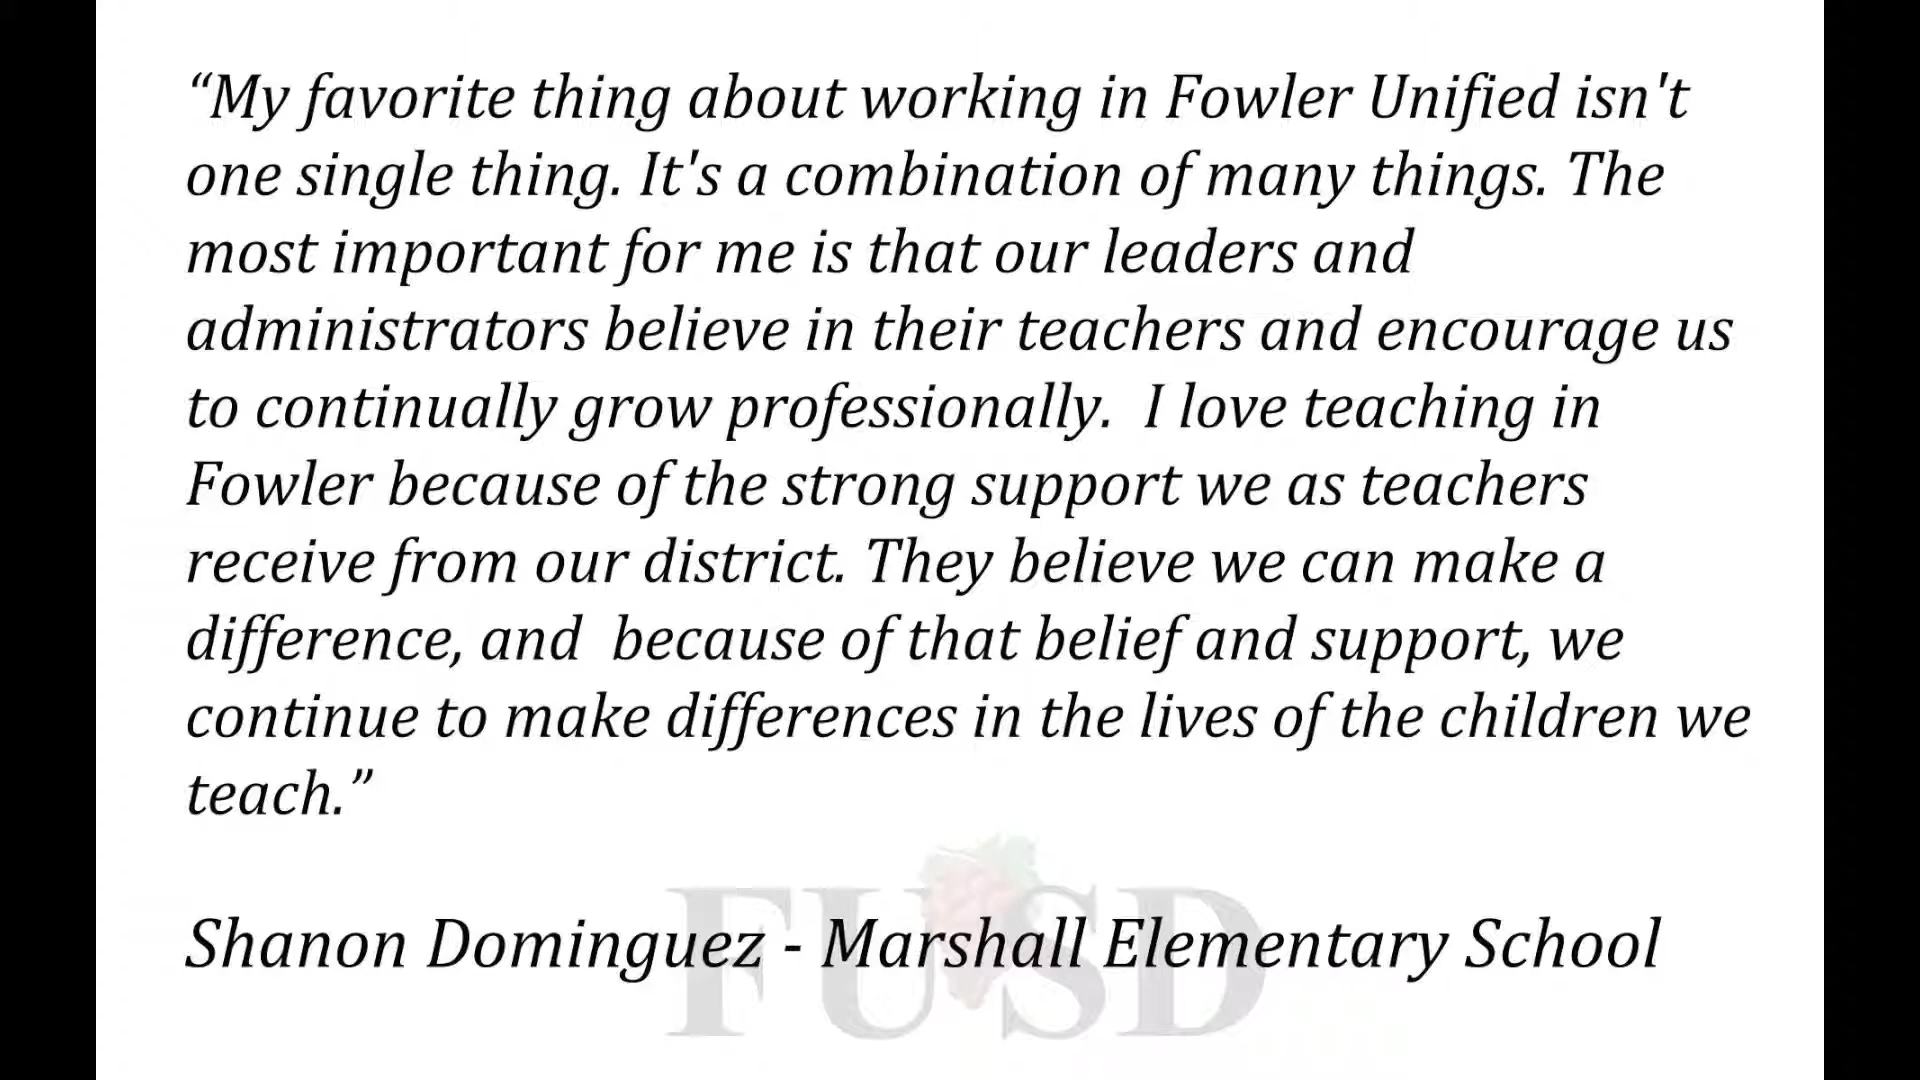 “My favorite thing about working in Fowler Unified isn't
one single thing. It's a combination of many things. The
most important for me is that our leaders and
administrators believe in their teachers and encourage us
to continually grow professionally.  I love teaching in
Fowler because of the strong support we as teachers
receive from our district. They believe we can make a
difference, and  because of that belief and support, we
continue to make differences in the lives of the children we
teach.”
Shanon Dominguez - Marshall Elementary School
FUSD